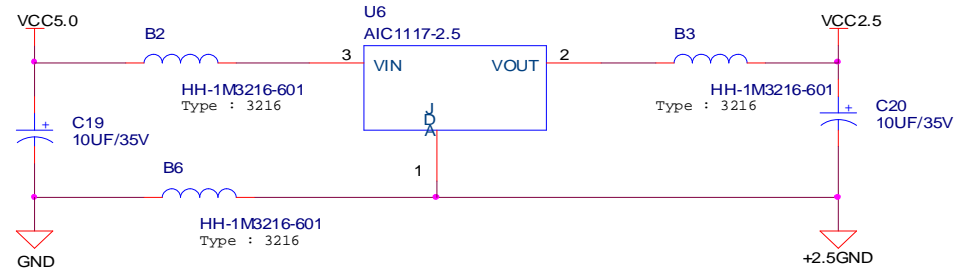 U6
VCC5.0
B2
AIC1117-2.5
B3
VCC2.5
3
VIN
VOUT
2
HH-1M3216-601
Type : 3216
HH-1M3216-601
Type : 3216
+
C19
10UF/35V
ADJ
+
C20
10UF/35V
B6
1
HH-1M3216-601
Type : 3216
GND
+2.5GND